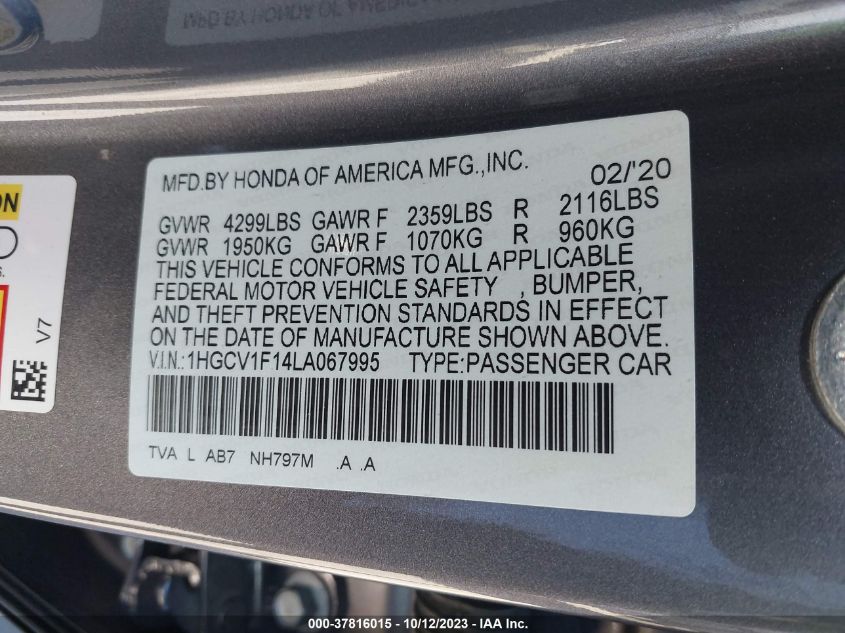 MFD.BY HONDA OF AMERICA MFG.,INC. 02/'20
GVWR 4299LBS GAWR F 2359LBS R 2116LBS
GVWR 1950KG GAWR F 1070KG R 960KG
THIS VEHICLE CONFORMS TO ALL APPLICABLE
FEDERAL MOTOR VEHICLE SAFETY , BUMPER,
AND THEFT PREVENTION STANDARDS IN EFFECT
ON THE DATE OF MANUFACTURE SHOWN ABOVE.
V.I.N.:1HGCV1F14LA067995 TYPE:PASSENGER CAR
TVA L AB7 NH797M .A .A
V7
000-37816015 - 10/12/2023 - IAA Inc.